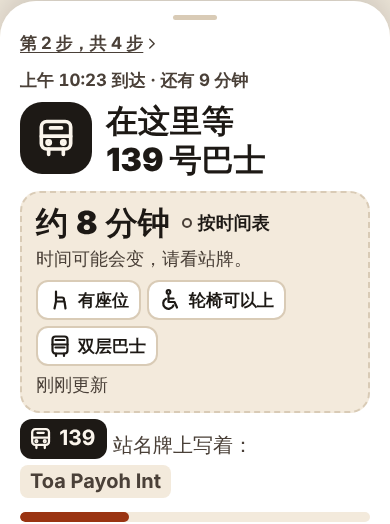 第 2 步，共 4 步
上午 10:23 到达 · 还有 9 分钟
在这里等
139 号巴士
约 8 分钟 按时间表
时间可能会变，请看站牌。
有座位 轮椅可以上
双层巴士
刚刚更新
139 站名牌上写着：
Toa Payoh Int